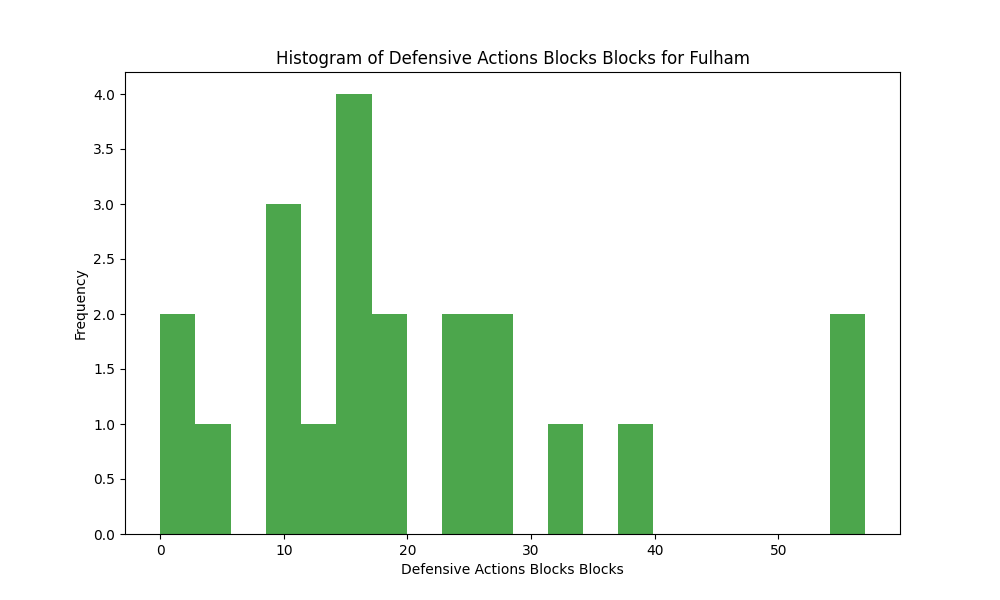 Histogram of Defensive Actions Blocks Blocks for Fulham
4.0
3.5
3.0
2.5
2.0
1.5
1.0
0.5
0.0
Frequency
0 10 20 30 40 50
Defensive Actions Blocks Blocks